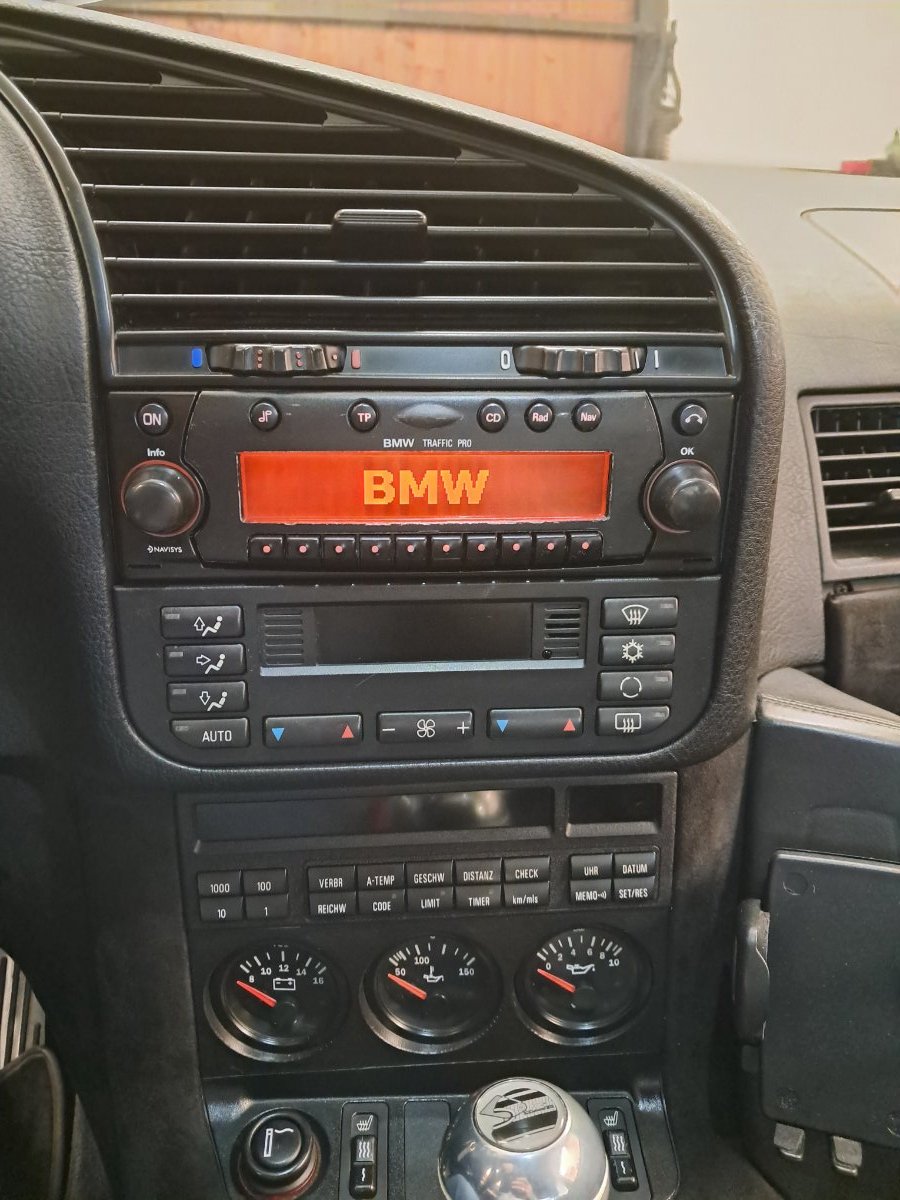 0 I
ON TP CD Rad Nav
Info BMW TRAFFIC PRO OK
BMW
NAVISYS
AUTO − +
1000 100
10 1
VERBR A-TEMP GESCHW DISTANZ CHECK
REICHW CODE LIMIT TIMER km/mls
UHR DATUM
MEMO SET/RES
8 10 12 14 16
50 100 150
0 2 4 6 8 10